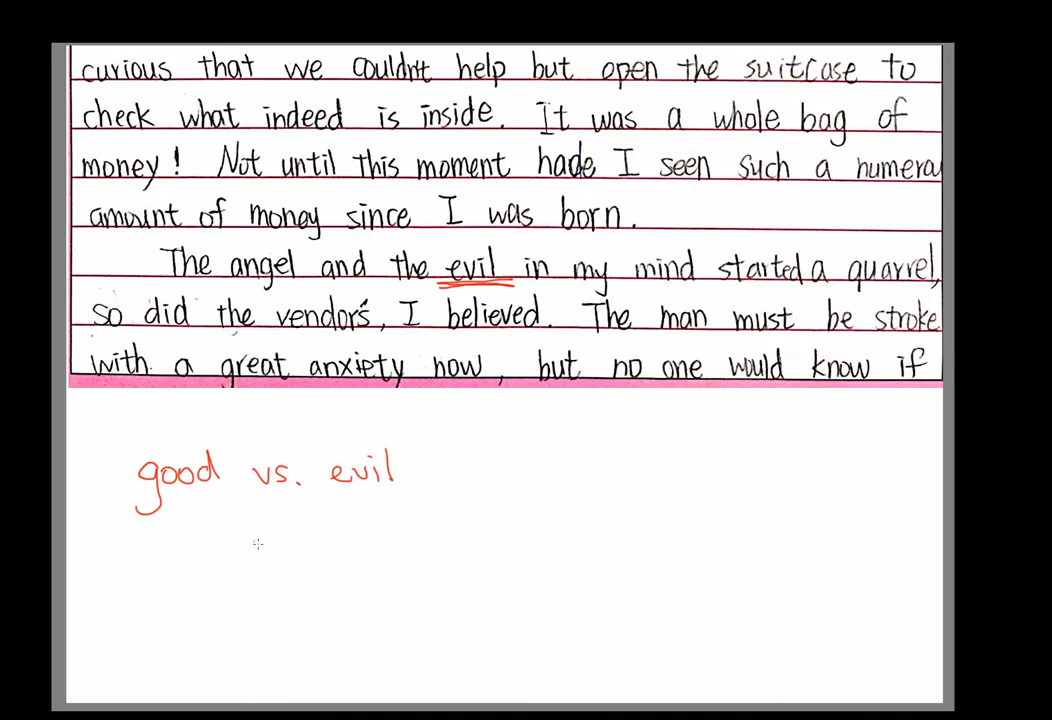 curious that we couldn't help but open the suitcase to
check what indeed is inside. It was a whole bag of
money! Not until this moment hade I seen such a numera
amount of money since I was born.
The angel and the evil in my mind started a quarrel,
so did the vendor's, I believed. The man must be stroke
with a great anxiety now, but no one would know if
good vs. evil